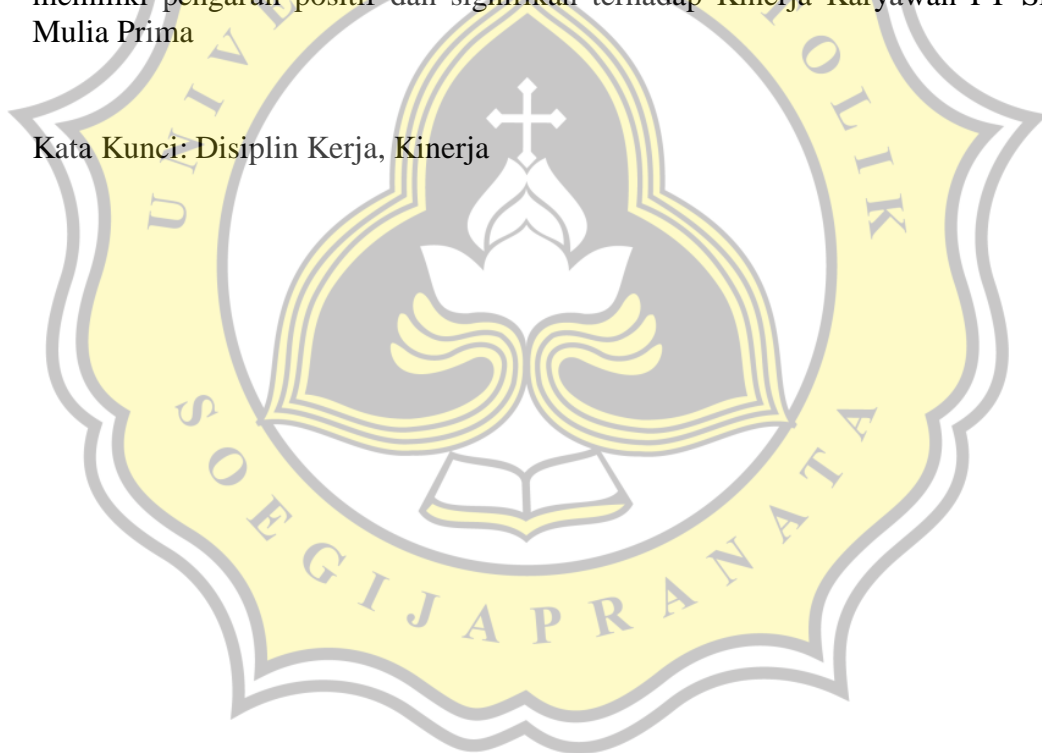 memiliki pengaruh positif dan signifikan terhadap Kinerja Karyawan PT
Mulia Prima
Kata Kunci: Disiplin Kerja, Kinerja
SOEGIJAPRANATA